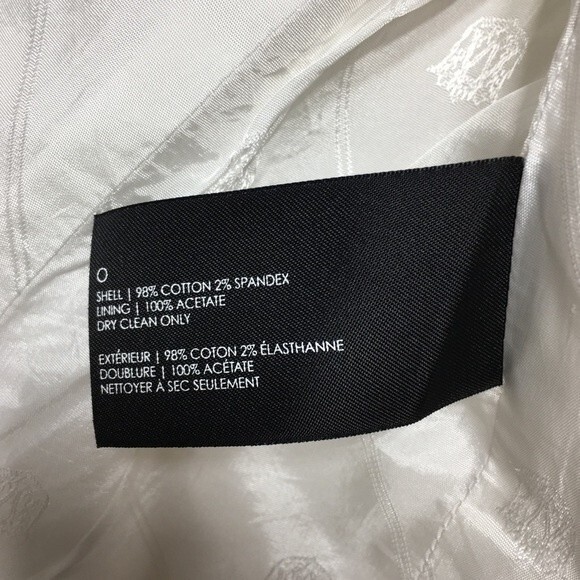 0
SHELL | 98% COTTON 2% SPANDEX
LINING | 100% ACETATE
DRY CLEAN ONLY
EXTÉRIEUR | 98% COTON 2% ÉLASTHANNE
DOUBLURE | 100% ACÉTATE
NETTOYER À SEC SEULEMENT